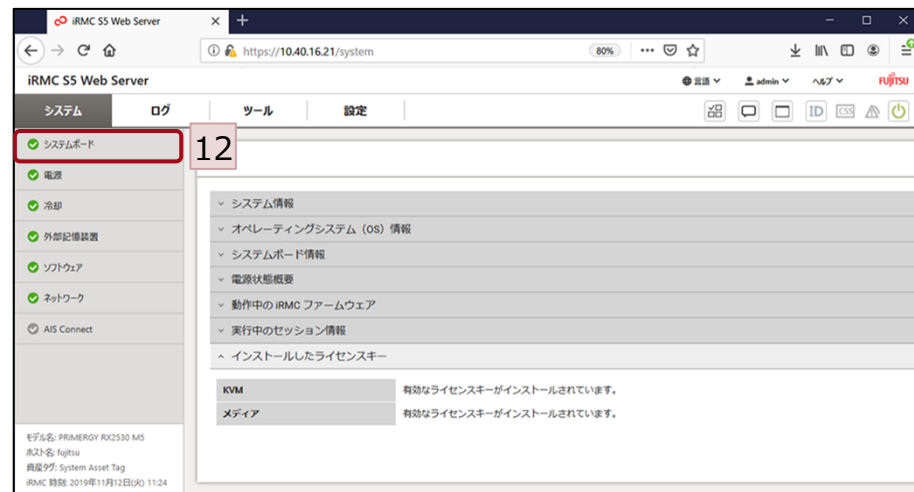 iRMC S5 Web Server
https://10.40.16.21/system
80%
iRMC S5 Web Server
言語
admin
ヘルプ
FUJITSU
システム
ログ
ツール
設定
ID
CSS
システムボード
12
電源
冷却
外部記憶装置
ソフトウェア
ネットワーク
AIS Connect
システム情報
オペレーティングシステム（OS）情報
システムボード情報
電源状態概要
動作中の iRMC ファームウェア
実行中のセッション情報
インストールしたライセンスキー
KVM 有効なライセンスキーがインストールされています。
メディア 有効なライセンスキーがインストールされています。
モデル名: PRIMERGY RX2530 M5
ホスト名: fujitsu
資産タグ: System Asset Tag
iRMC 時刻: 2019年11月12日(火) 11:24